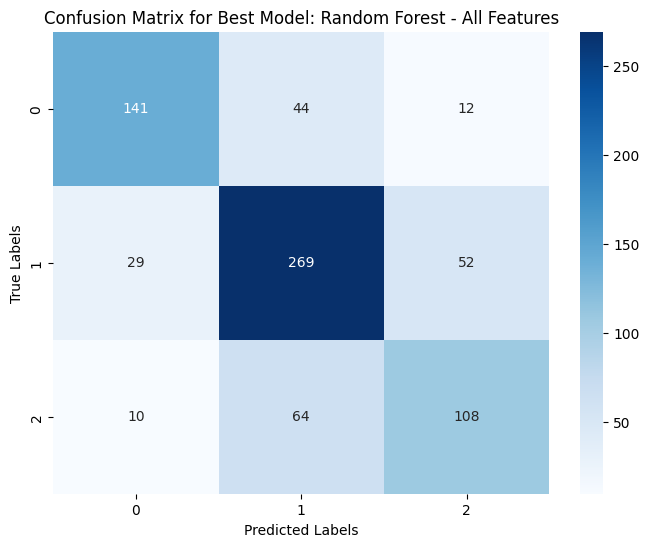 Confusion Matrix for Best Model: Random Forest - All Features
True Labels
0 141 44 12
1 29 269 52
2 10 64 108
0 1 2
Predicted Labels
250
200
150
100
50